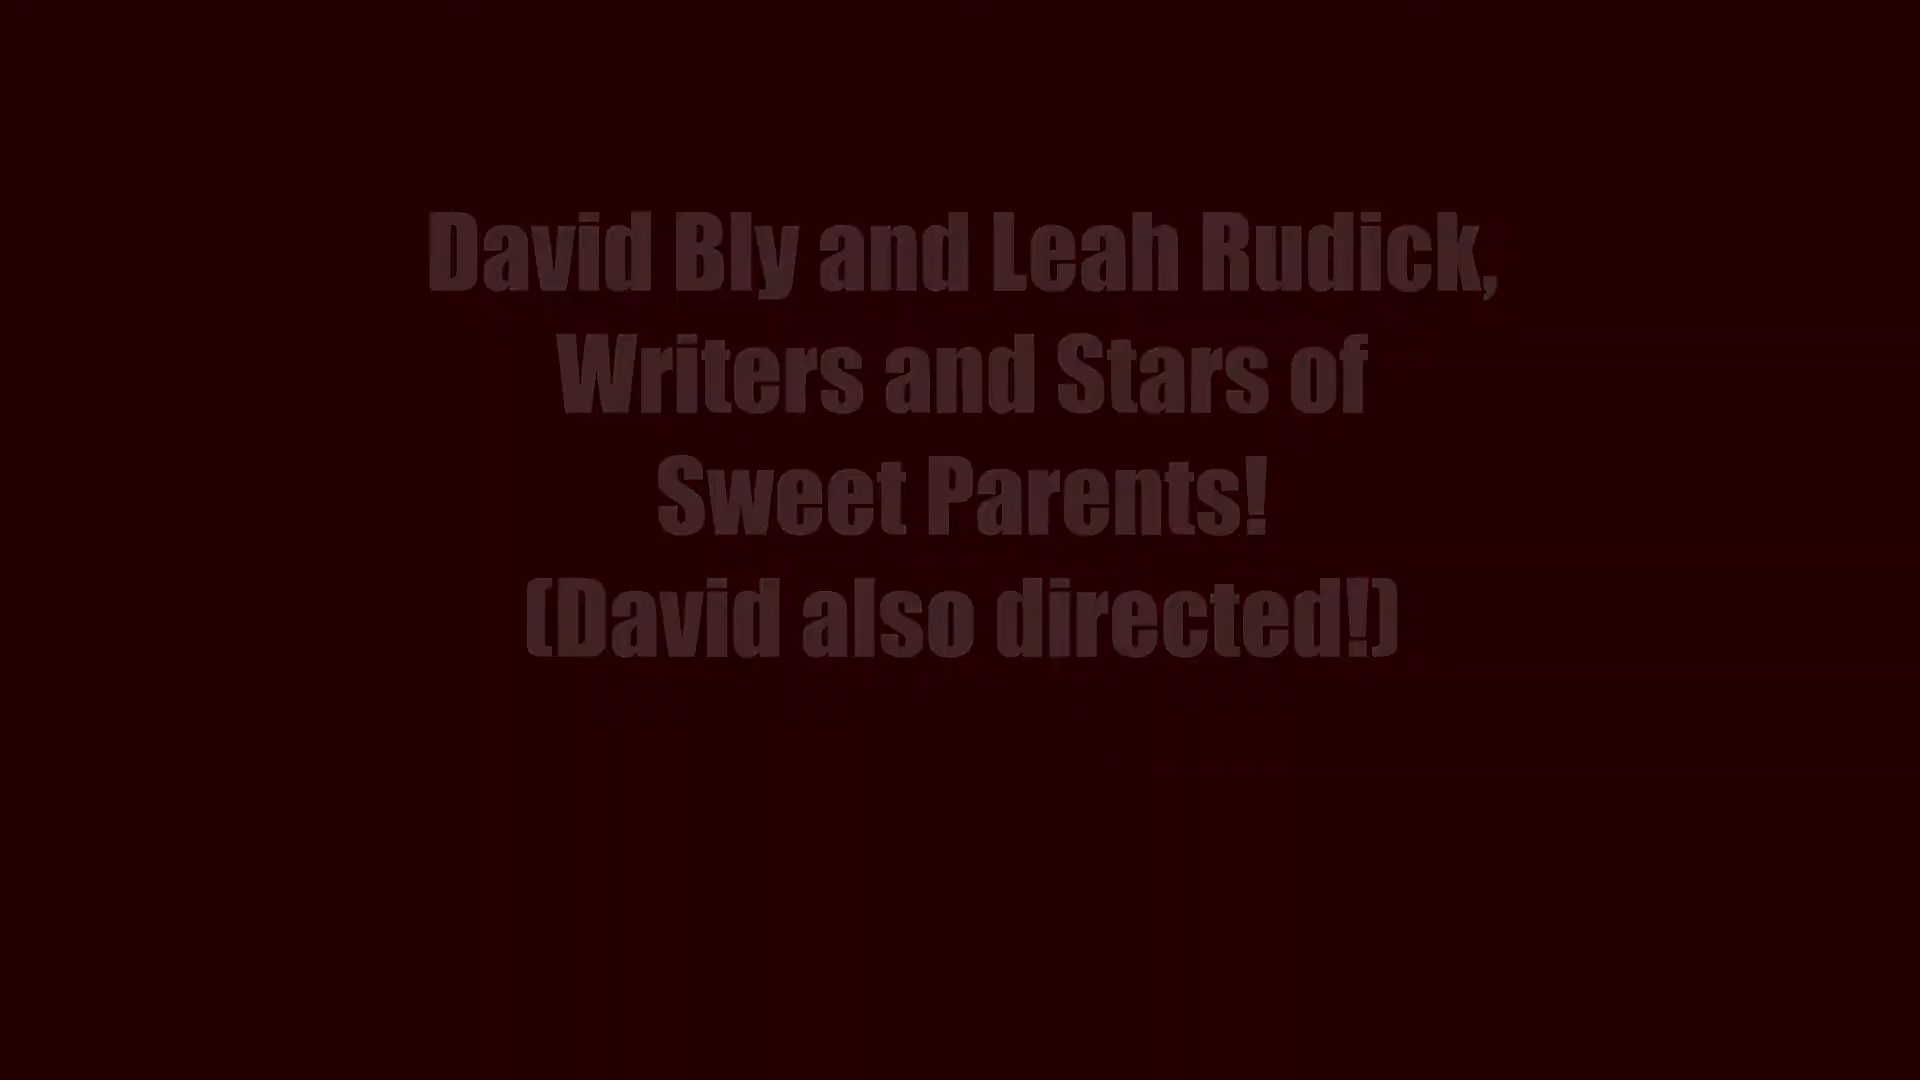 David Bly and Leah Rudick,
Writers and Stars of
Sweet Parents!
(David also directed!)